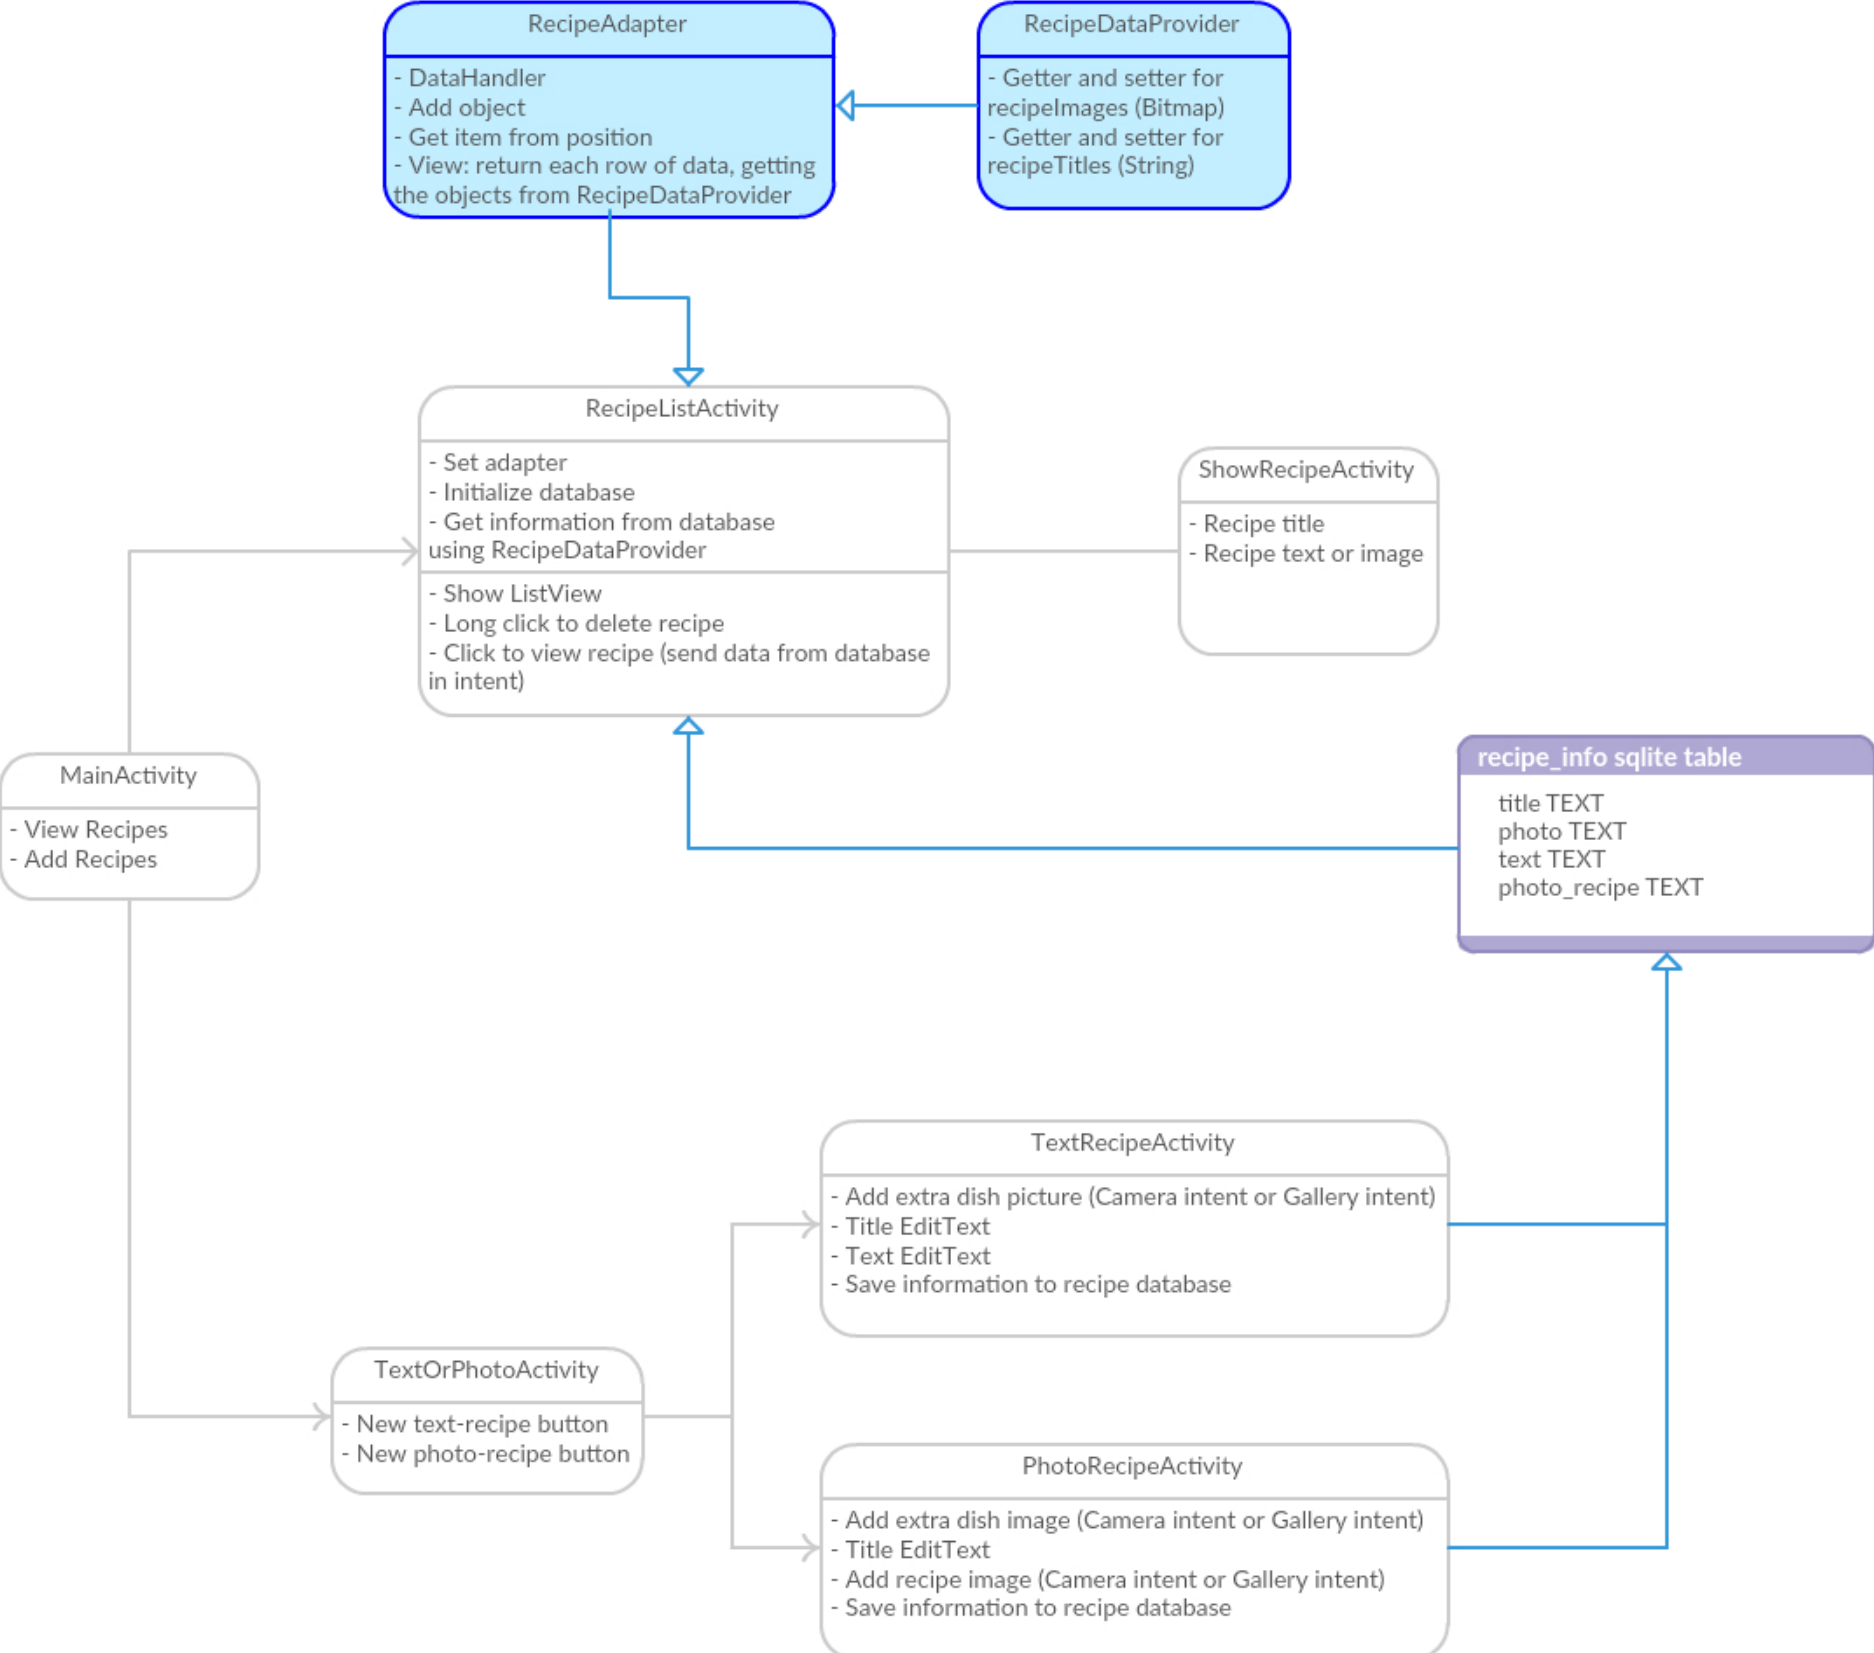 RecipeAdapter
- DataHandler
- Add object
- Get item from position
- View: return each row of data, getting
the objects from RecipeDataProvider
RecipeDataProvider
- Getter and setter for
recipeImages (Bitmap)
- Getter and setter for
recipeTitles (String)
RecipeListActivity
- Set adapter
- Initialize database
- Get information from database
using RecipeDataProvider
- Show ListView
- Long click to delete recipe
- Click to view recipe (send data from database
in intent)
ShowRecipeActivity
- Recipe title
- Recipe text or image
MainActivity
- View Recipes
- Add Recipes
recipe_info sqlite table
title TEXT
photo TEXT
text TEXT
photo_recipe TEXT
TextRecipeActivity
- Add extra dish picture (Camera intent or Gallery intent)
- Title EditText
- Text EditText
- Save information to recipe database
TextOrPhotoActivity
- New text-recipe button
- New photo-recipe button
PhotoRecipeActivity
- Add extra dish image (Camera intent or Gallery intent)
- Title EditText
- Add recipe image (Camera intent or Gallery intent)
- Save information to recipe database